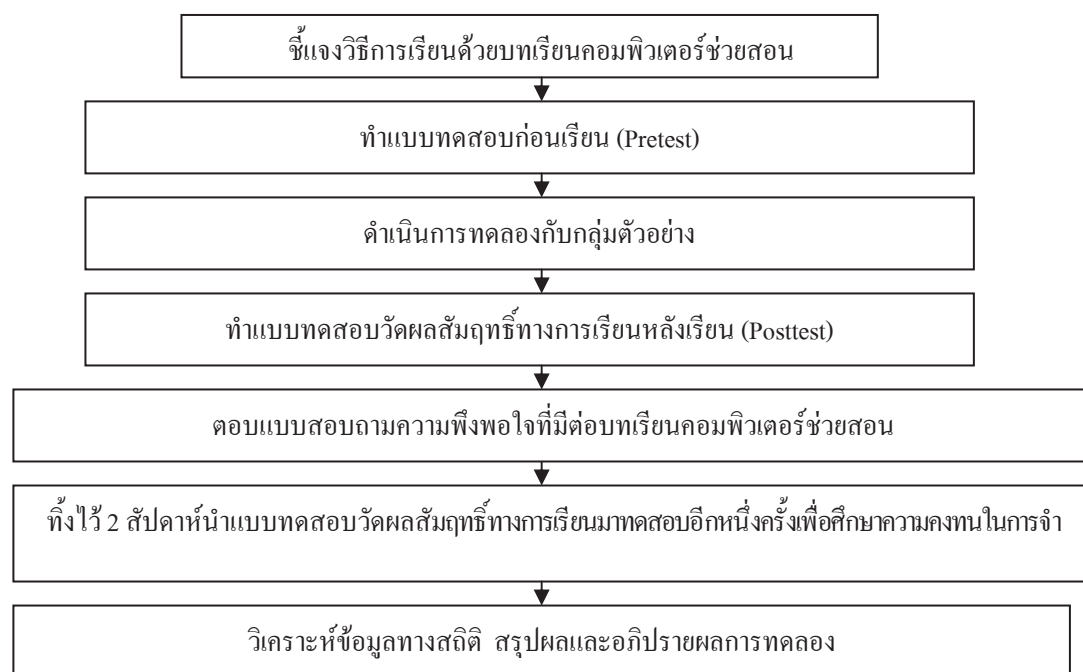 ชี้แจงวิธีการเรียนด้วยบทเรียนคอมพิวเตอร์ช่วยสอน
ทำแบบทดสอบก่อนเรียน (Pretest)
ดำเนินการทดลองกับกลุ่มตัวอย่าง
ทำแบบทดสอบวัดผลสัมฤทธิ์ทางการเรียนหลังเรียน (Posttest)
ตอบแบบสอบถามความพึงพอใจที่มีต่อบทเรียนคอมพิวเตอร์ช่วยสอน
ทิ้งไว้ 2 สัปดาห์นำแบบทดสอบวัดผลสัมฤทธิ์ทางการเรียนมาทดสอบอีกหนึ่งครั้งเพื่อศึกษาความคงทนในการจำ
วิเคราะห์ข้อมูลทางสถิติ สรุปผลและอภิปรายผลการทดลอง